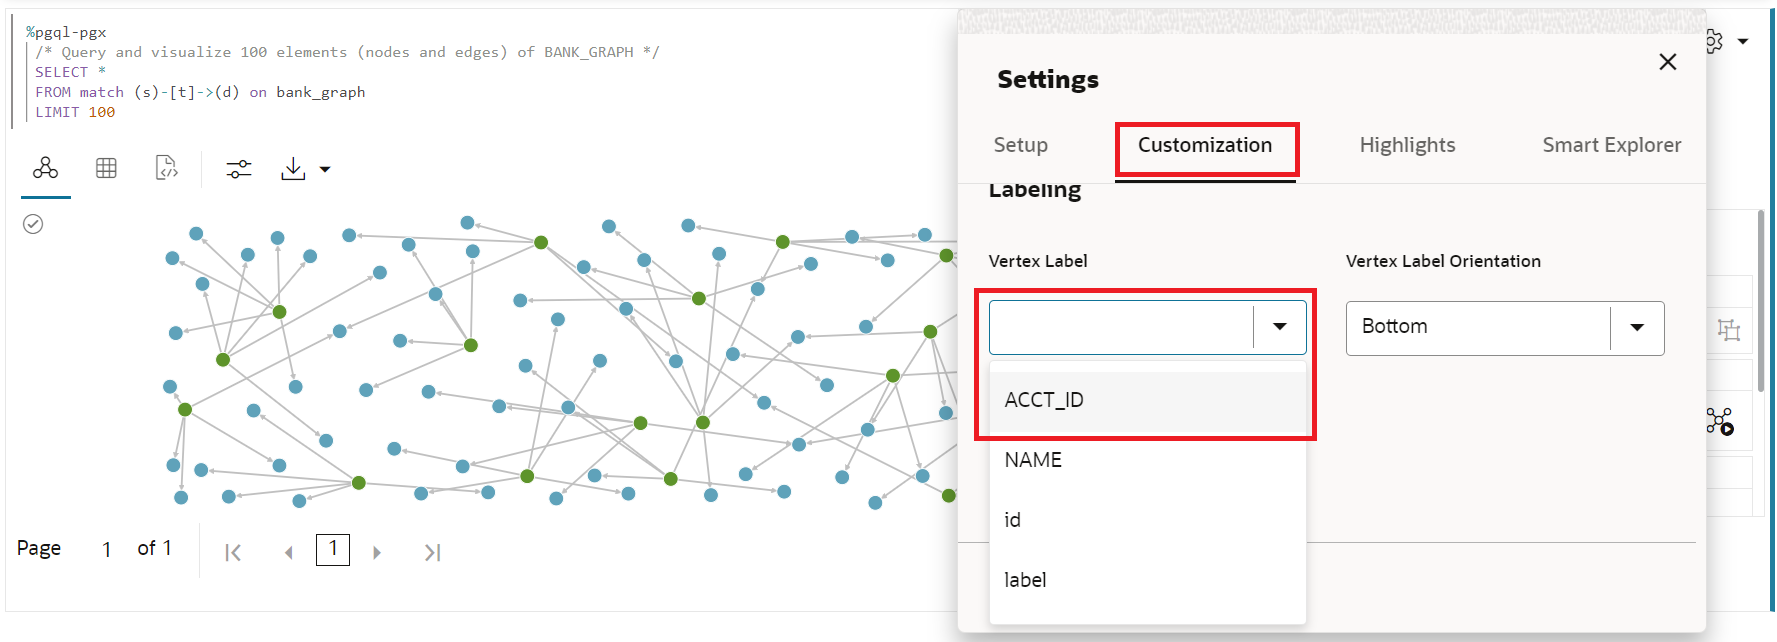 %pgql-pgx
/* Query and visualize 100 elements (nodes and edges) of BANK_GRAPH */
SELECT *
FROM match (s)-[t]->(d) on bank_graph
LIMIT 100
Page 1 of 1 1
Settings
Setup Customization Highlights Smart Explorer
Labeling
Vertex Label Vertex Label Orientation
Bottom
ACCT_ID
NAME
id
label